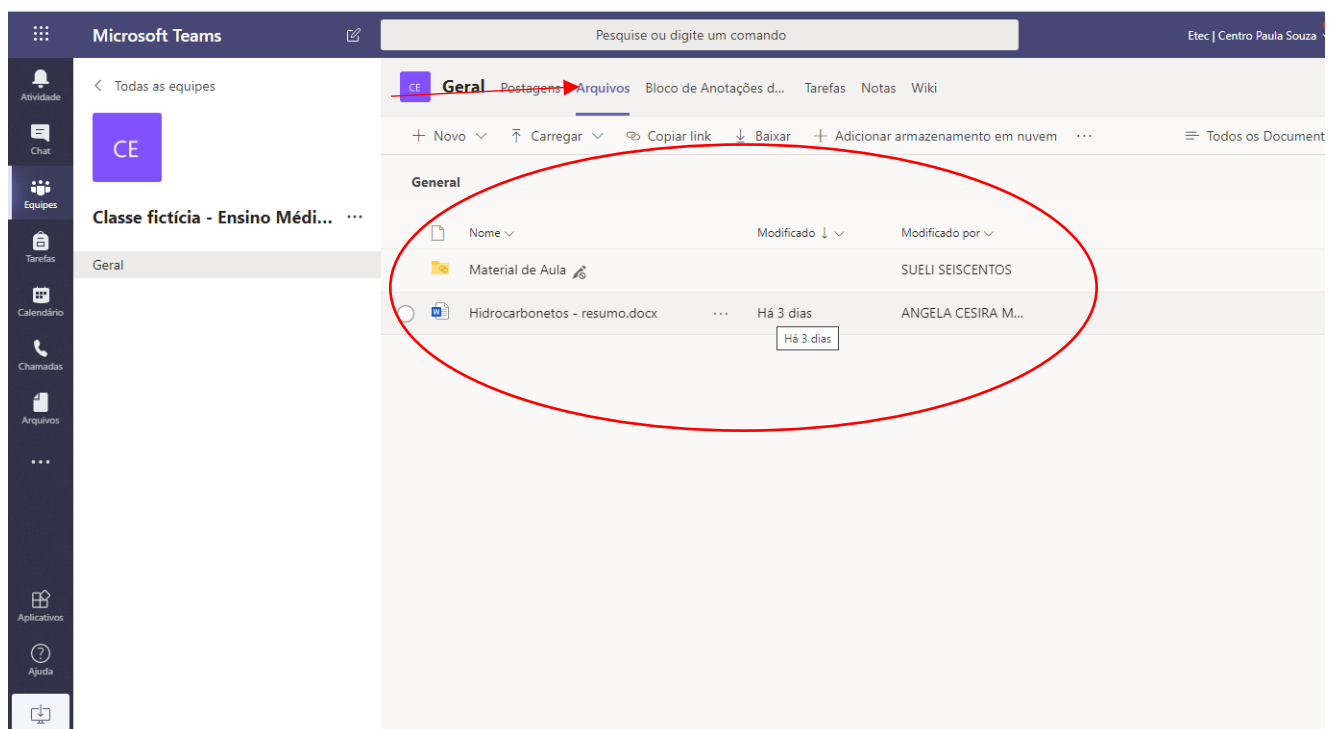 Microsoft Teams
Pesquise ou digite um comando
Etec | Centro Paula Souza
Atividade
Chat
Equipes
Tarefas
Calendário
Chamadas
Arquivos
Aplicativos
Ajuda
Todas as equipes
CE
Classe fictícia - Ensino Médi... ...
Geral
CE Geral Postagens Arquivos Bloco de Anotações d... Tarefas Notas Wiki
+ Novo Carregar Copiar link Baixar + Adicionar armazenamento em nuvem ... Todos os Document
General
Nome Modificado ↓ Modificado por
Material de Aula SUELI SEISCENTOS
Hidrocarbonetos - resumo.docx ... Há 3 dias ANGELA CESIRA M...
Há 3 dias